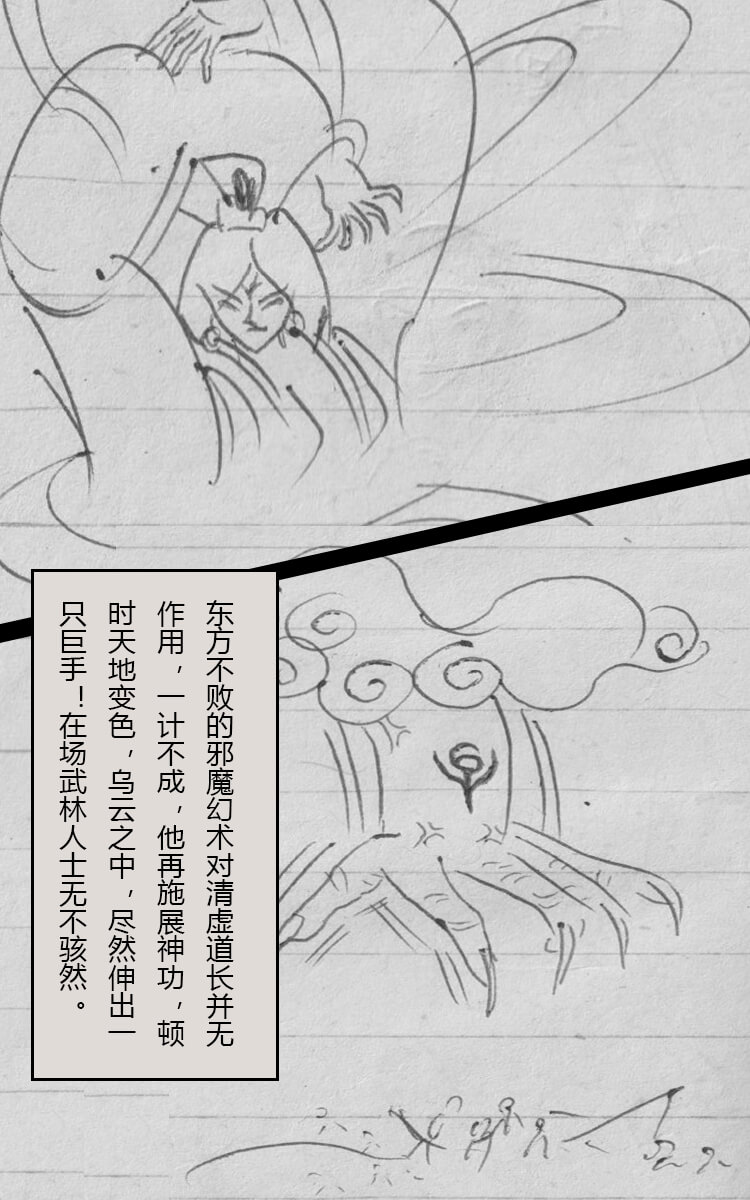 东方不败的邪魔幻术对清虚道长并无
作用，一计不成，他再施展神功，顿
时天地变色，乌云之中，尽然伸出一
只巨手！在场武林人士无不骇然。